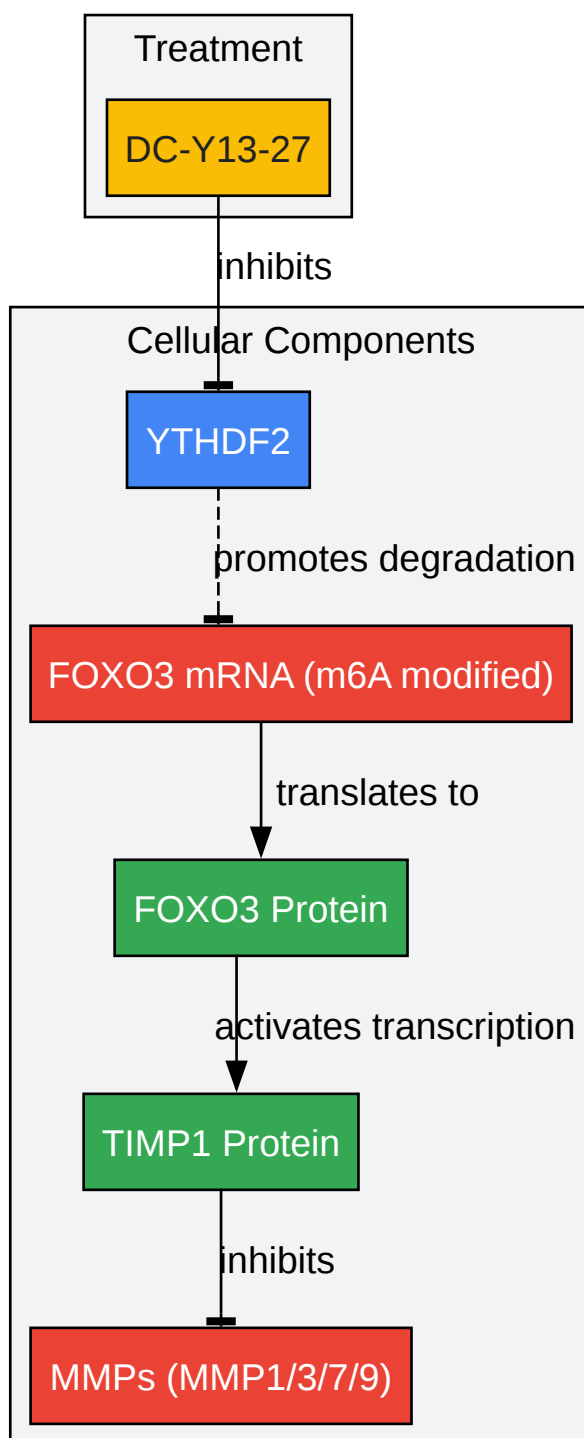 Treatment
DC-Y13-27
inhibits
Cellular Components
YTHDF2
promotes degradation
FOXO3 mRNA (m6A modified)
translates to
FOXO3 Protein
activates transcription
TIMP1 Protein
inhibits
MMPs (MMP1/3/7/9)